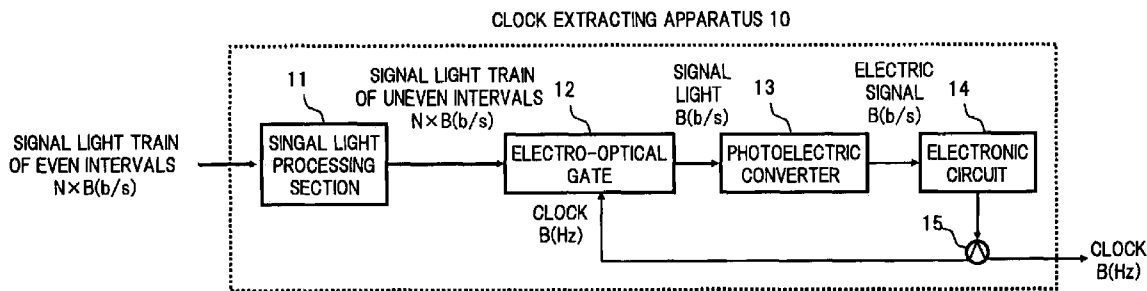 CLOCK EXTRACTING APPARATUS 10
SIGNAL LIGHT TRAIN
OF EVEN INTERVALS
N×B(b/s)
11
SINGAL LIGHT
PROCESSING
SECTION
SIGNAL LIGHT TRAIN
OF UNEVEN INTERVALS
N×B(b/s)
12
ELECTRO-OPTICAL
GATE
SIGNAL
LIGHT
B(b/s)
13
PHOTOELECTRIC
CONVERTER
ELECTRIC
SIGNAL
B(b/s)
14
ELECTRONIC
CIRCUIT
CLOCK
B(Hz)
15
CLOCK
B(Hz)